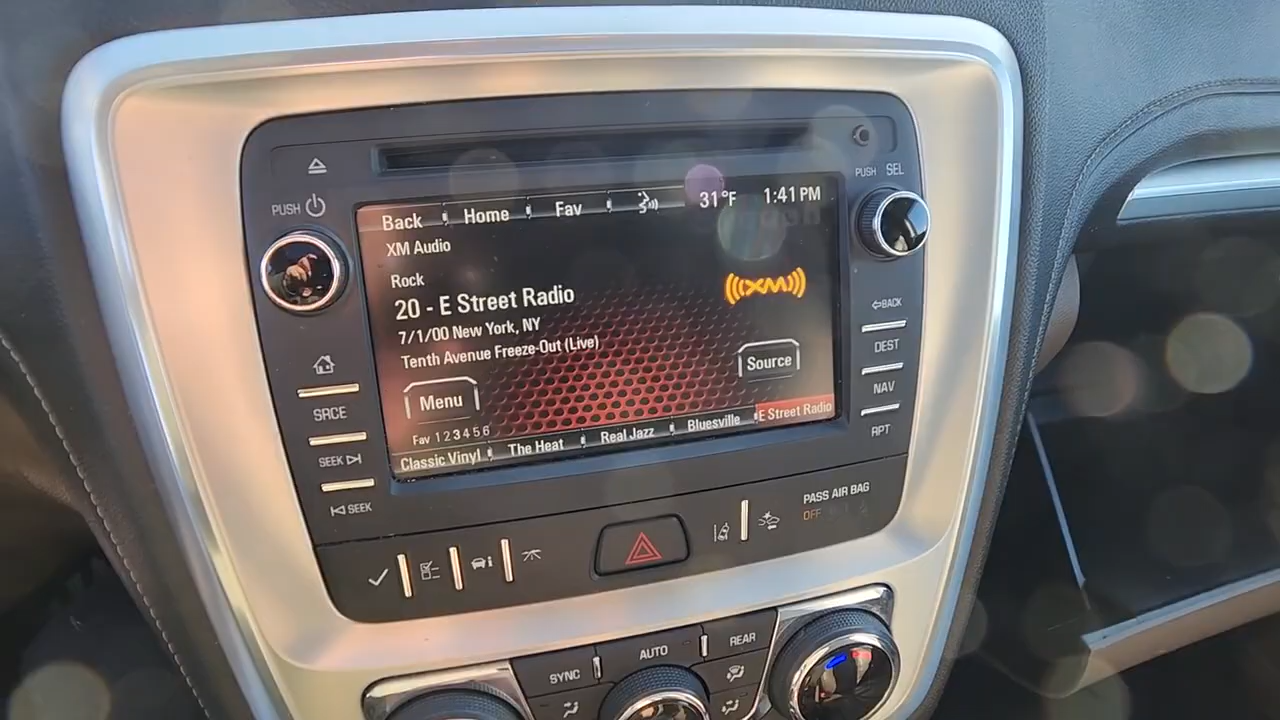 PUSH
PUSH SEL
Back Home Fav 31°F 1:41 PM
XM Audio
Rock
20 - E Street Radio
7/1/00 New York, NY
Tenth Avenue Freeze-Out (Live)
((XM))
Menu
Source
Fav 1 2 3 4 5 6
Classic Vinyl The Heat Real Jazz Bluesville E Street Radio
SRCE
SEEK
SEEK
BACK
DEST
NAV
RPT
PASS AIR BAG
OFF
SYNC
AUTO
REAR